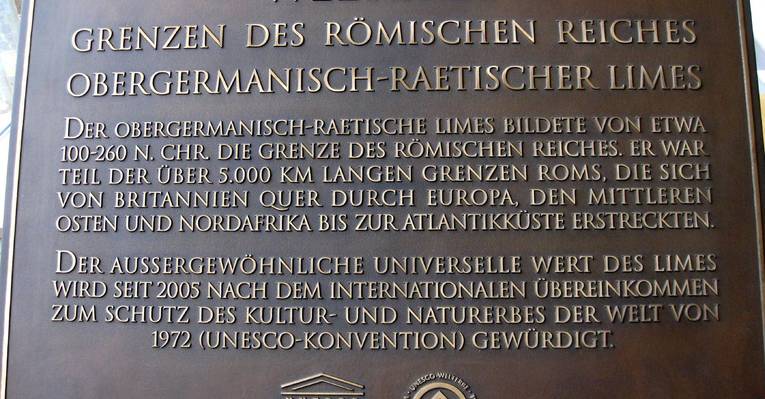 GRENZEN DES RÖMISCHEN REICHES
OBERGERMANISCH-RAETISCHER LIMES
DER OBERGERMANISCH-RAETISCHE LIMES BILDETE VON ETWA
100-260 N. CHR. DIE GRENZE DES RÖMISCHEN REICHES. ER WAR
TEIL DER ÜBER 5.000 KM LANGEN GRENZEN ROMS, DIE SICH
VON BRITANNIEN QUER DURCH EUROPA, DEN MITTLEREN
OSTEN UND NORDAFRIKA BIS ZUR ATLANTIKKÜSTE ERSTRECKTEN.
DER AUSSERGEWÖHNLICHE UNIVERSELLE WERT DES LIMES
WIRD SEIT 2005 NACH DEM INTERNATIONALEN ÜBEREINKOMMEN
ZUM SCHUTZ DES KULTUR- UND NATURERBES DER WELT VON
1972 (UNESCO-KONVENTION) GEWÜRDIGT.